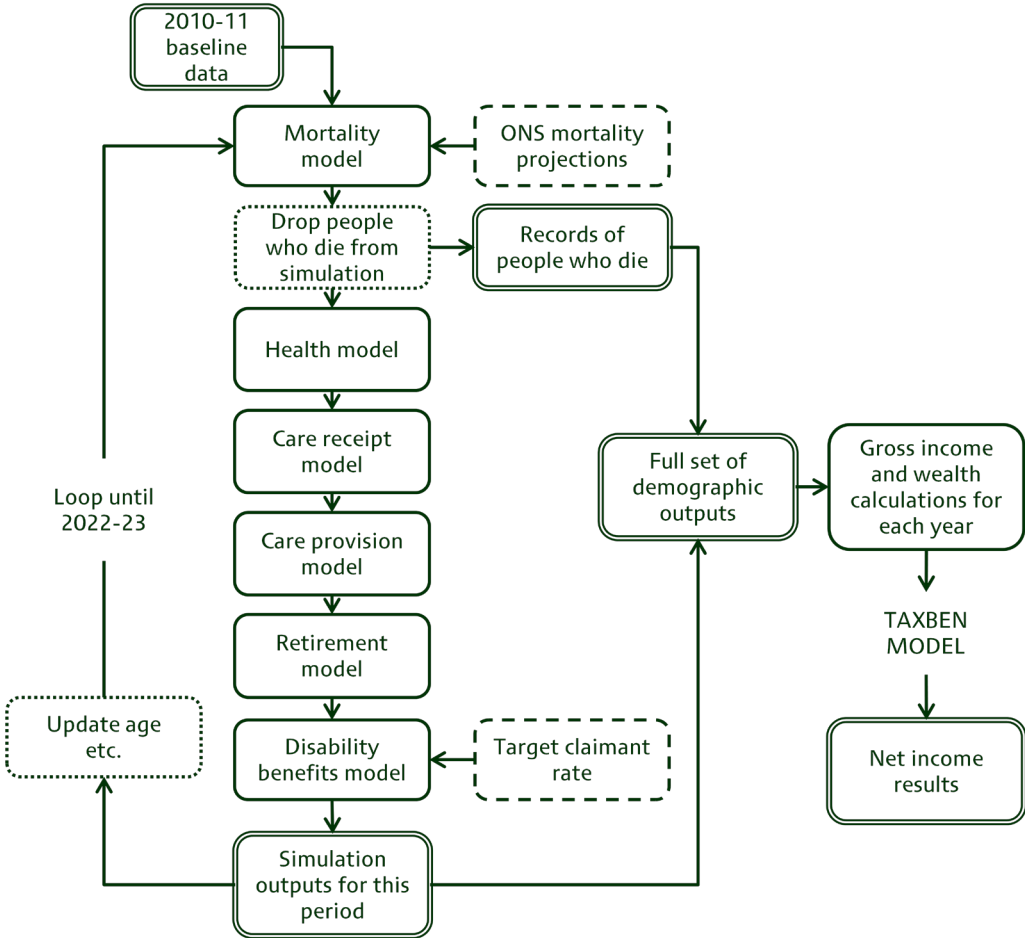 2010-11
baseline
data
Mortality
model
ONS mortality
projections
Drop people
who die from
simulation
Records of
people who die
Health model
Care receipt
model
Full set of
demographic
outputs
Gross income
and wealth
calculations for
each year
Loop until
2022-23
Care provision
model
TAXBEN
MODEL
Retirement
model
Update age
etc.
Disability
benefits model
Target claimant
rate
Net income
results
Simulation
outputs for this
period